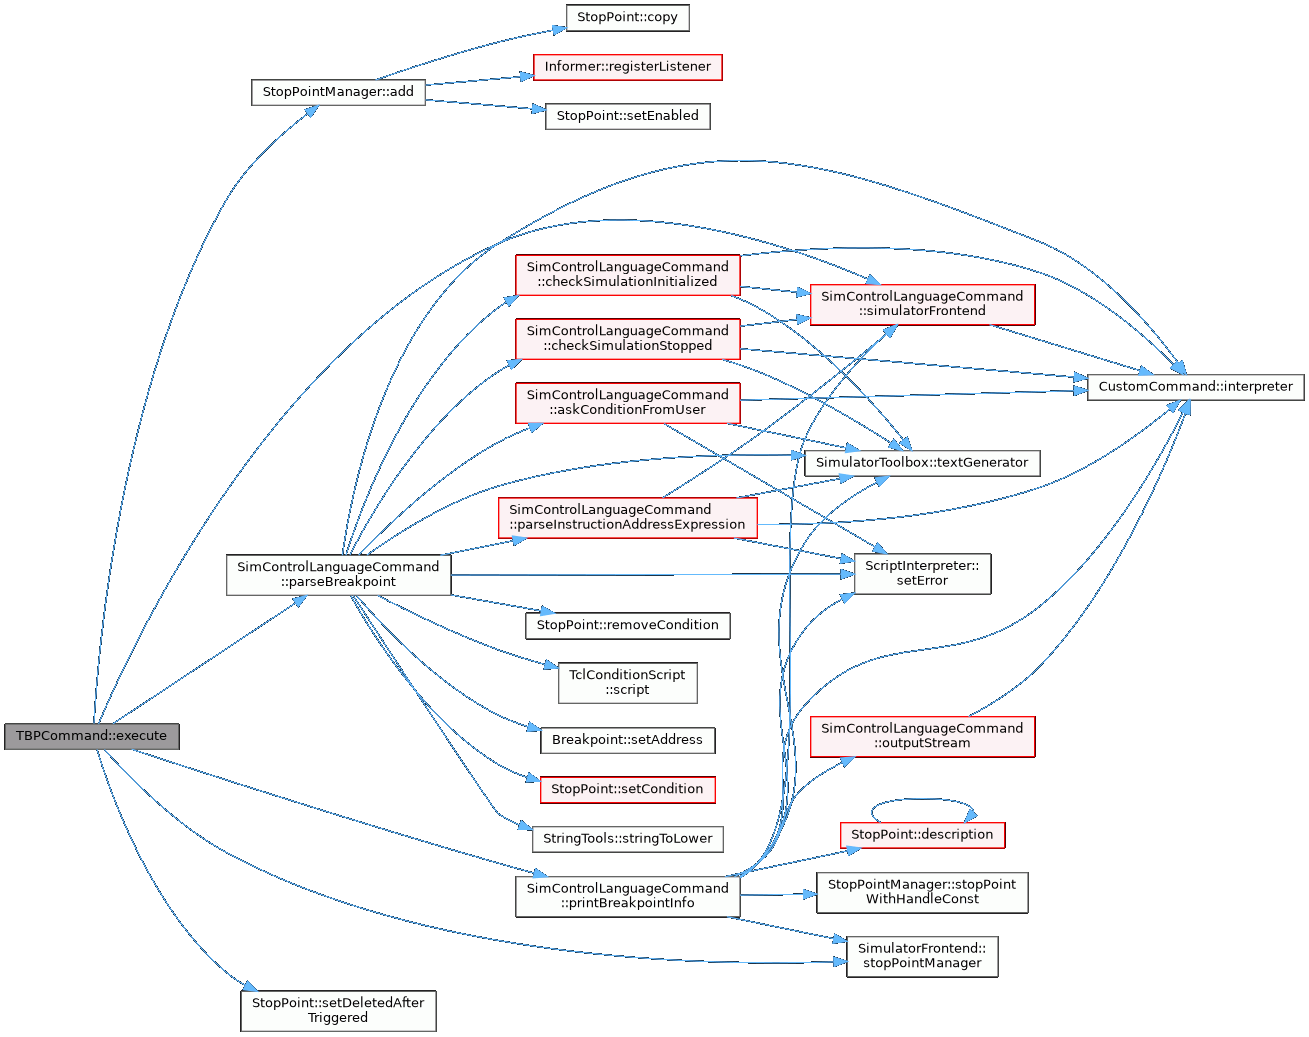 StopPoint::copy
Informer::registerListener
StopPointManager::add
StopPoint::setEnabled
SimControlLanguageCommand
::checkSimulationInitialized
SimControlLanguageCommand
::simulatorFrontend
SimControlLanguageCommand
::checkSimulationStopped
CustomCommand::interpreter
SimControlLanguageCommand
::askConditionFromUser
SimulatorToolbox::textGenerator
SimControlLanguageCommand
::parseInstructionAddressExpression
SimControlLanguageCommand
::parseBreakpoint
ScriptInterpreter::
setError
StopPoint::removeCondition
TclConditionScript
::script
TBPCommand::execute
Breakpoint::setAddress
SimControlLanguageCommand
::outputStream
StopPoint::setCondition
StringTools::stringToLower
StopPoint::description
SimControlLanguageCommand
::printBreakpointInfo
StopPointManager::stopPoint
WithHandleConst
SimulatorFrontend::
stopPointManager
StopPoint::setDeletedAfter
Triggered